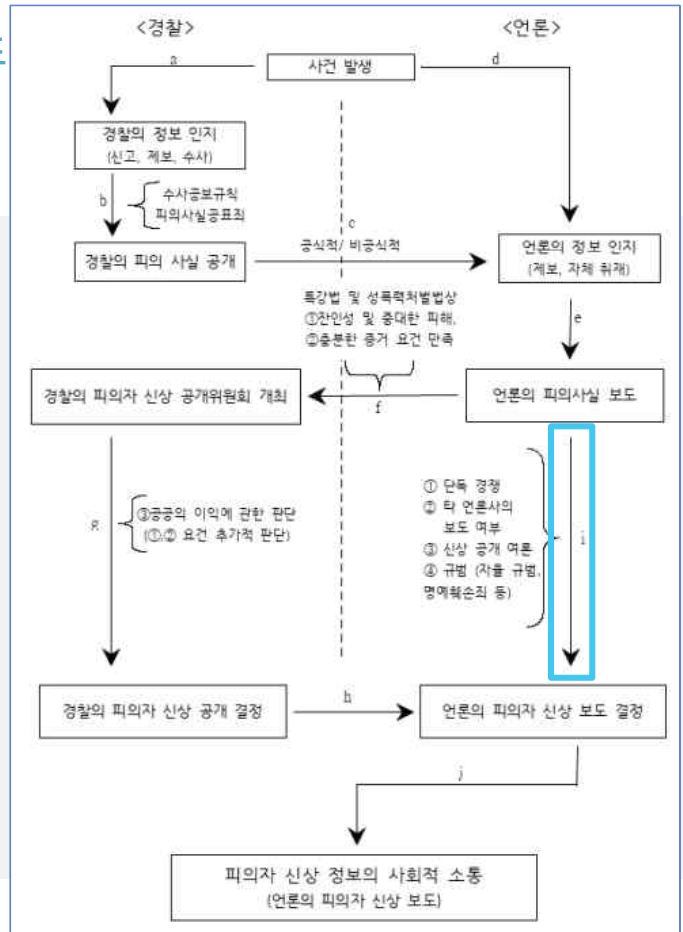 <경찰>
<언론>
a
사건 발생
d
경찰의 정보 인지
(신고, 제보, 수사)
b
수사공보규칙
피의사실공표죄
c
공식적/ 비공식적
경찰의 피의 사실 공개
언론의 정보 인지
(제보, 자체 취재)
특강법 및 성폭력처벌법상
①잔인성 및 중대한 피해,
②충분한 증거 요건 만족
e
경찰의 피의자 신상 공개위원회 개최
f
언론의 피의사실 보도
g
③공공의 이익에 관한 판단
(①,② 요건 추가적 판단)
① 단독 경쟁
② 타 언론사의
보도 여부
③ 신상 공개 여론
④ 규범 (자율 규범,
명예훼손죄 등)
i
경찰의 피의자 신상 공개 결정
h
언론의 피의자 신상 보도 결정
j
피의자 신상 정보의 사회적 소통
(언론의 피의자 신상 보도)